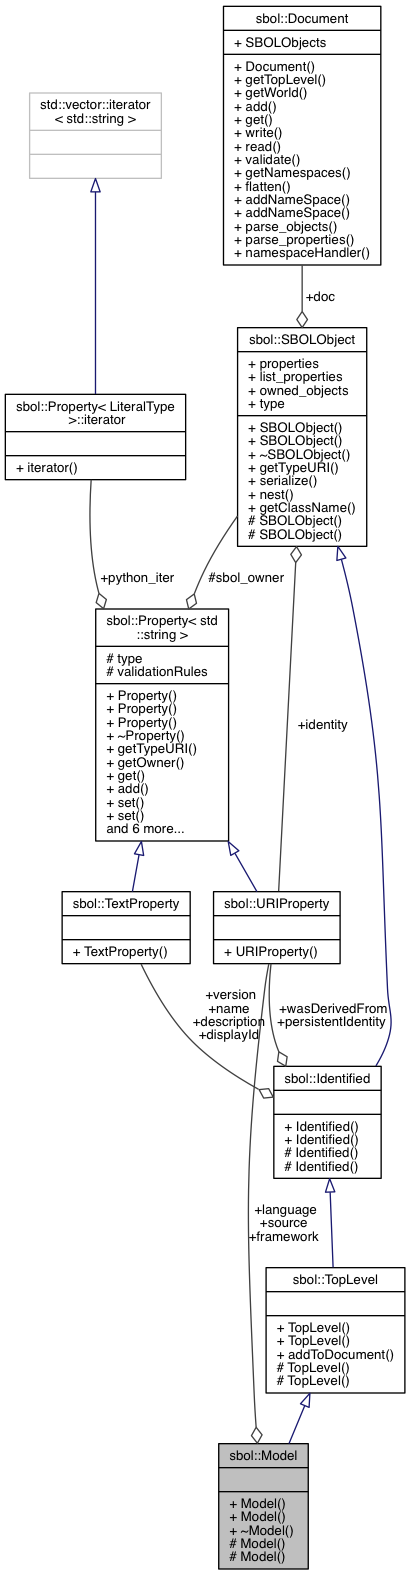 sbol::Document
+ SBOLObjects
+ Document()
+ getTopLevel()
+ getWorld()
+ add()
+ get()
+ write()
+ read()
+ validate()
+ getNamespaces()
+ flatten()
+ addNameSpace()
+ addNameSpace()
+ parse_objects()
+ parse_properties()
+ namespaceHandler()
std::vector::iterator
< std::string >
+doc
sbol::SBOLObject
+ properties
+ list_properties
+ owned_objects
+ type
+ SBOLObject()
+ SBOLObject()
+ ~SBOLObject()
+ getTypeURI()
+ serialize()
+ nest()
+ getClassName()
# SBOLObject()
# SBOLObject()
sbol::Property< LiteralType
>::iterator
+ iterator()
+python_iter
#sbol_owner
sbol::Property< std
::string >
# type
# validationRules
+ Property()
+ Property()
+ Property()
+ ~Property()
+ getTypeURI()
+ getOwner()
+ get()
+ add()
+ set()
+ set()
and 6 more...
+identity
sbol::TextProperty
+ TextProperty()
sbol::URIProperty
+ URIProperty()
+version
+name
+description
+displayId
+wasDerivedFrom
+persistentIdentity
sbol::Identified
+ Identified()
+ Identified()
# Identified()
# Identified()
+language
+source
+framework
sbol::TopLevel
+ TopLevel()
+ TopLevel()
+ addToDocument()
# TopLevel()
# TopLevel()
sbol::Model
+ Model()
+ Model()
+ ~Model()
# Model()
# Model()